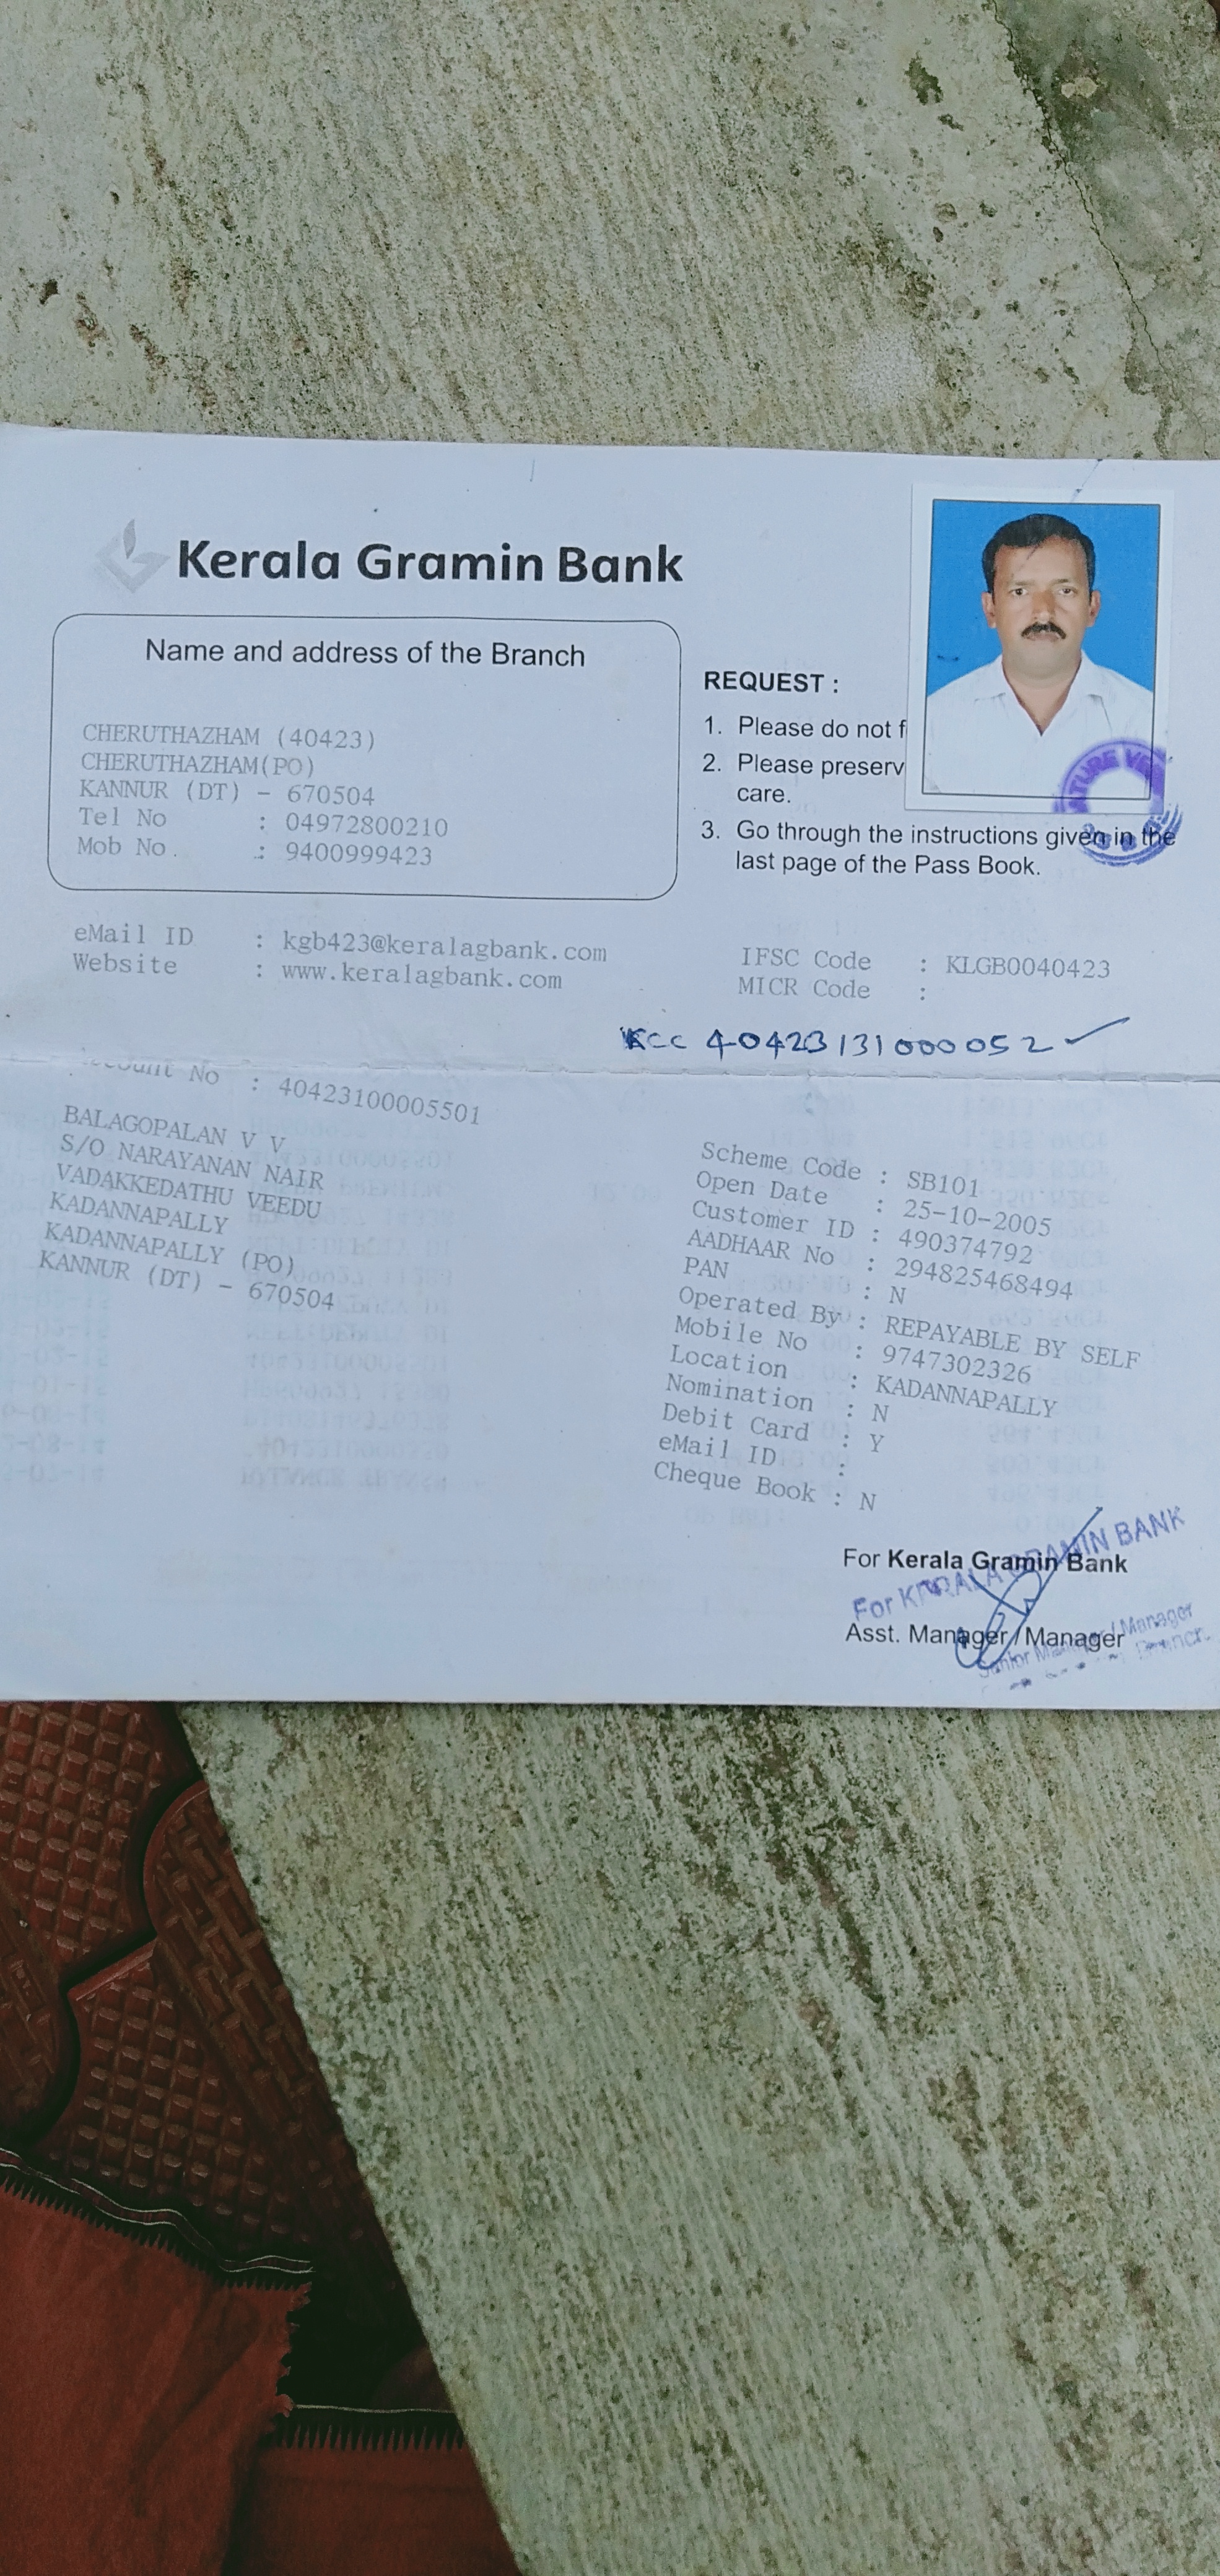 Kerala Gramin Bank
Name and address of the Branch
CHERUTHAZHAM (40423)
CHERUTHAZHAM(PO)
KANNUR (DT) - 670504
Tel No : 04972800210
Mob No. : 9400999423
REQUEST :
1. Please do not f
2. Please preserv
care.
3. Go through the instructions given in the
last page of the Pass Book.
eMail ID : kgb423@keralagbank.com
Website : www.keralagbank.com
IFSC Code : KLGB0040423
MICR Code :
KCC 40423131000052
No : 40423100005501
BALAGOPALAN V V
S/O NARAYANAN NAIR
VADAKKEDATHU VEEDU
KADANNAPALLY
KADANNAPALLY (PO)
KANNUR (DT) - 670504
Scheme Code : SB101
Open Date : 25-10-2005
Customer ID : 490374792
AADHAAR No : 294825468494
PAN : N
Operated By : REPAYABLE BY SELF
Mobile No : 9747302326
Location : KADANNAPALLY
Nomination : N
Debit Card : Y
eMail ID :
Cheque Book : N
For Kerala Gramin Bank
For KERALA GRAMIN BANK
Asst. Manager/Manager
Senior Manager/Manager